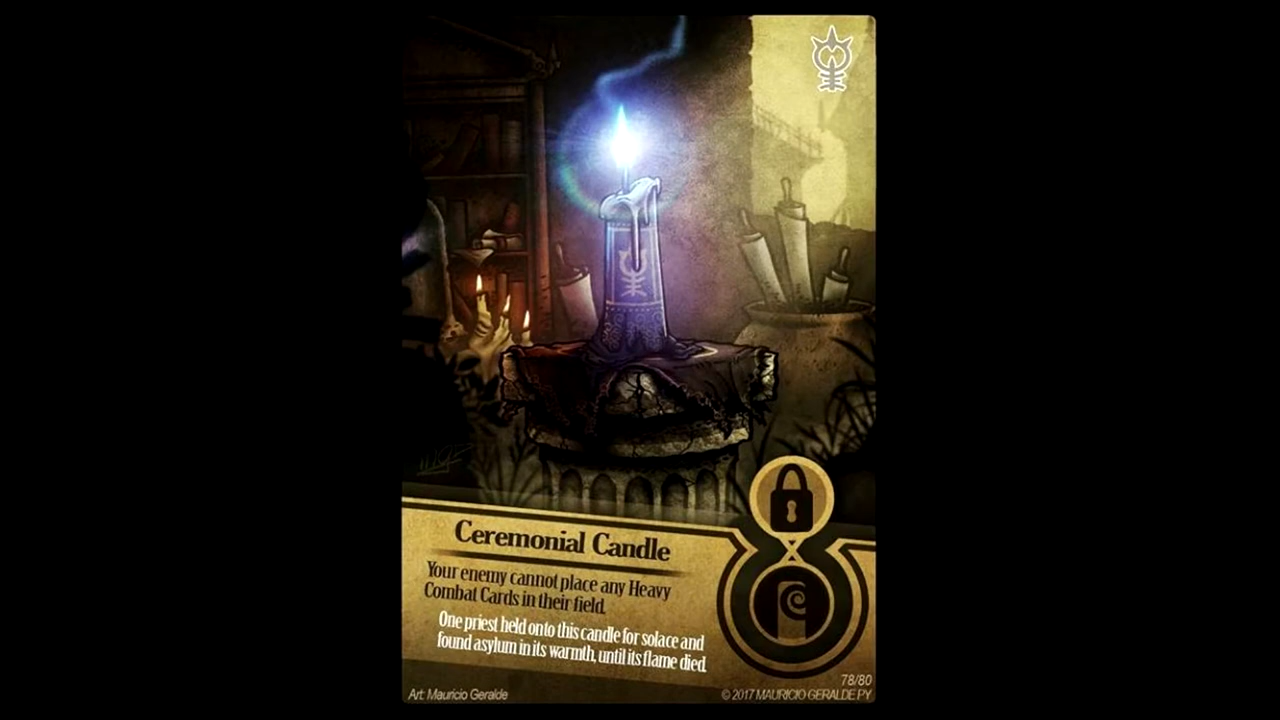 Ceremonial Candle
Your enemy cannot place any Heavy
Combat Cards in their field.
One priest held onto this candle for solace and
found asylum in its warmth, until its flame died.
78/80
Art: Mauricio Geralde
© 2017 MAURICIO GERALDE PY